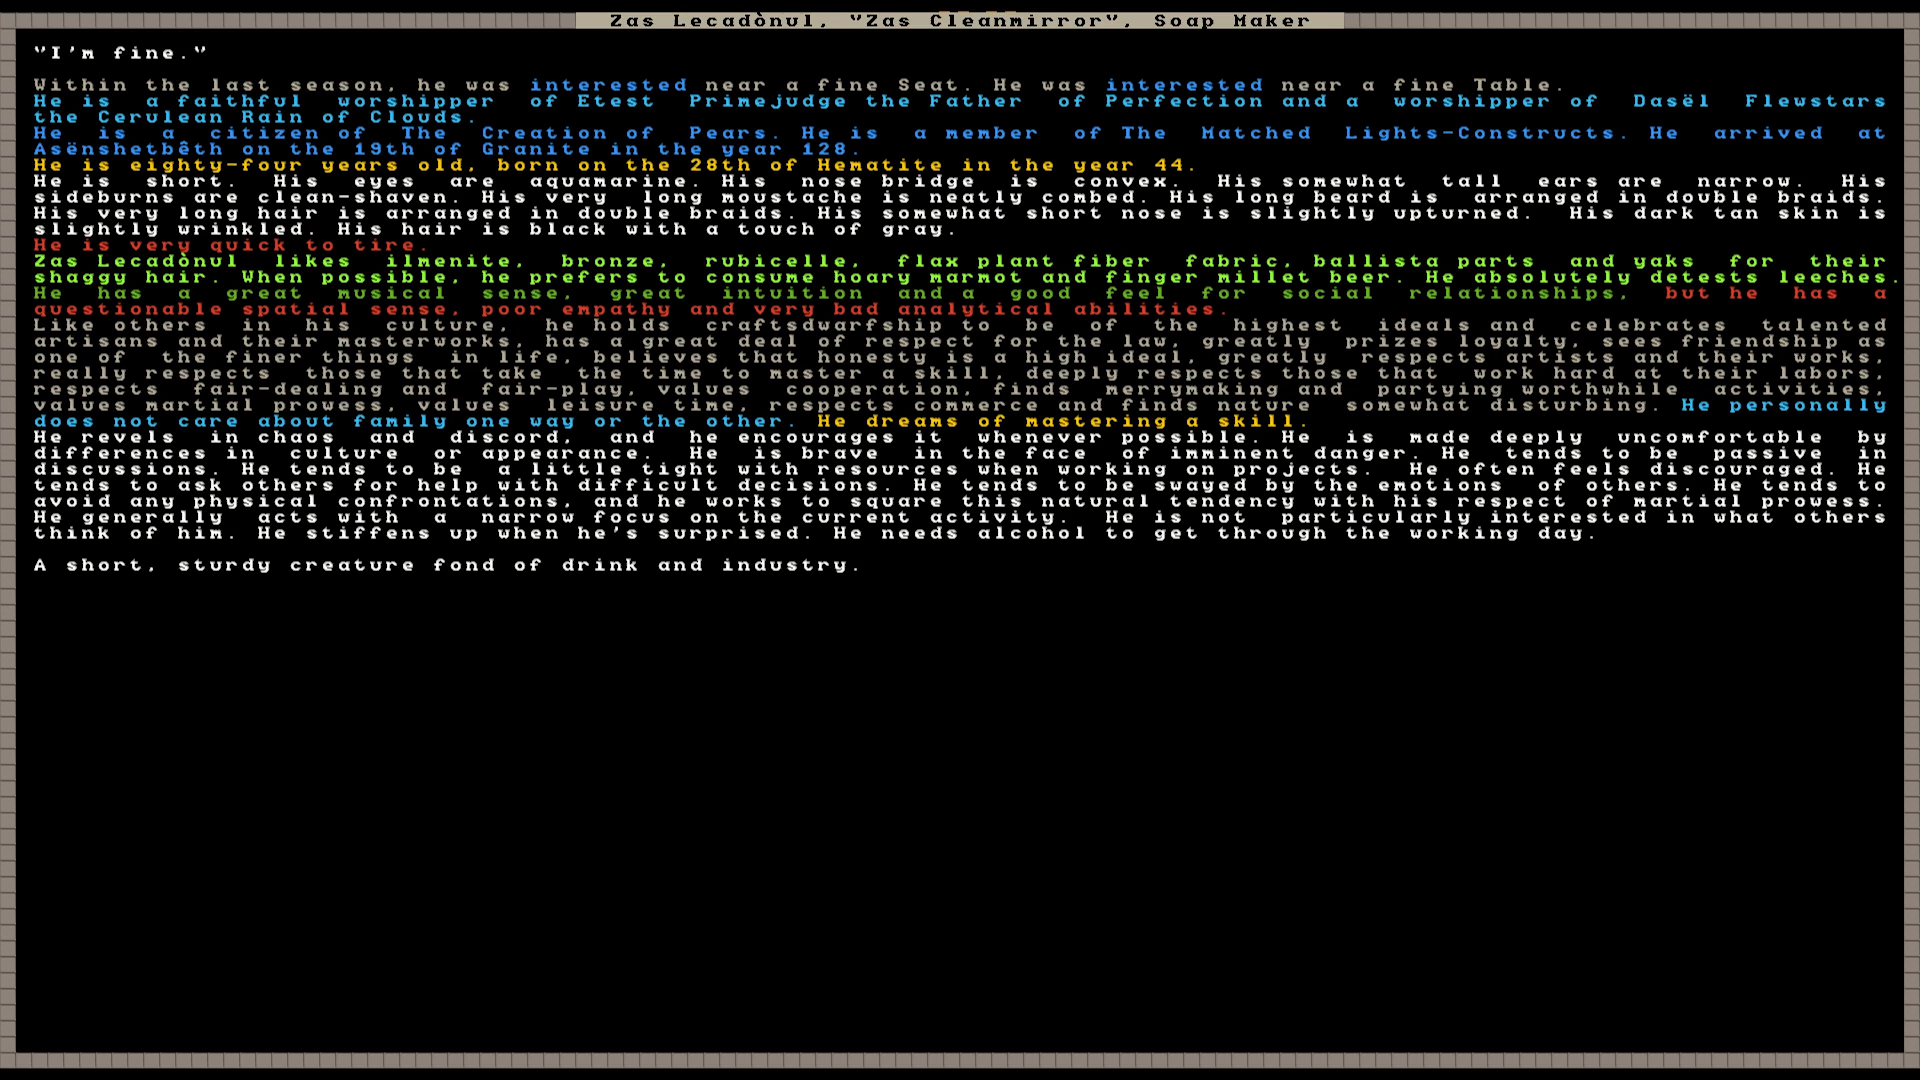 Zas Lecadònul, "Zas Cleanmirror", Soap Maker
"I'm fine."
Within the last season, he was interested near a fine Seat. He was interested near a fine Table.
He is a faithful worshipper of Etest Primejudge the Father of Perfection and a worshipper of Dasël Flewstars
the Cerulean Rain of Clouds.
He is a citizen of The Creation of Pears. He is a member of The Matched Lights-Constructs. He arrived at
Asënshetbêth on the 19th of Granite in the year 128.
He is eighty-four years old, born on the 28th of Hematite in the year 44.
He is short. His eyes are aquamarine. His nose bridge is convex. His somewhat tall ears are narrow. His
sideburns are clean-shaven. His very long moustache is neatly combed. His long beard is arranged in double braids.
His very long hair is arranged in double braids. His somewhat short nose is slightly upturned. His dark tan skin is
slightly wrinkled. His hair is black with a touch of gray.
He is very quick to tire.
Zas Lecadònul likes ilmenite, bronze, rubicelle, flax plant fiber fabric, ballista parts and yaks for their
shaggy hair. When possible, he prefers to consume hoary marmot and finger millet beer. He absolutely detests leeches.
He has a great musical sense, great intuition and a good feel for social relationships, but he has a
questionable spatial sense, poor empathy and very bad analytical abilities.
Like others in his culture, he holds craftsdwarfship to be of the highest ideals and celebrates talented
artisans and their masterworks, has a great deal of respect for the law, greatly prizes loyalty, sees friendship as
one of the finer things in life, believes that honesty is a high ideal, greatly respects artists and their works,
really respects those that take the time to master a skill, deeply respects those that work hard at their labors,
respects fair-dealing and fair-play, values cooperation, finds merrymaking and partying worthwhile activities,
values martial prowess, values leisure time, respects commerce and finds nature somewhat disturbing. He personally
does not care about family one way or the other. He dreams of mastering a skill.
He revels in chaos and discord, and he encourages it whenever possible. He is made deeply uncomfortable by
differences in culture or appearance. He is brave in the face of imminent danger. He tends to be passive in
discussions. He tends to be a little tight with resources when working on projects. He often feels discouraged. He
tends to ask others for help with difficult decisions. He tends to be swayed by the emotions of others. He tends to
avoid any physical confrontations, and he works to square this natural tendency with his respect of martial prowess.
He generally acts with a narrow focus on the current activity. He is not particularly interested in what others
think of him. He stiffens up when he's surprised. He needs alcohol to get through the working day.
A short, sturdy creature fond of drink and industry.